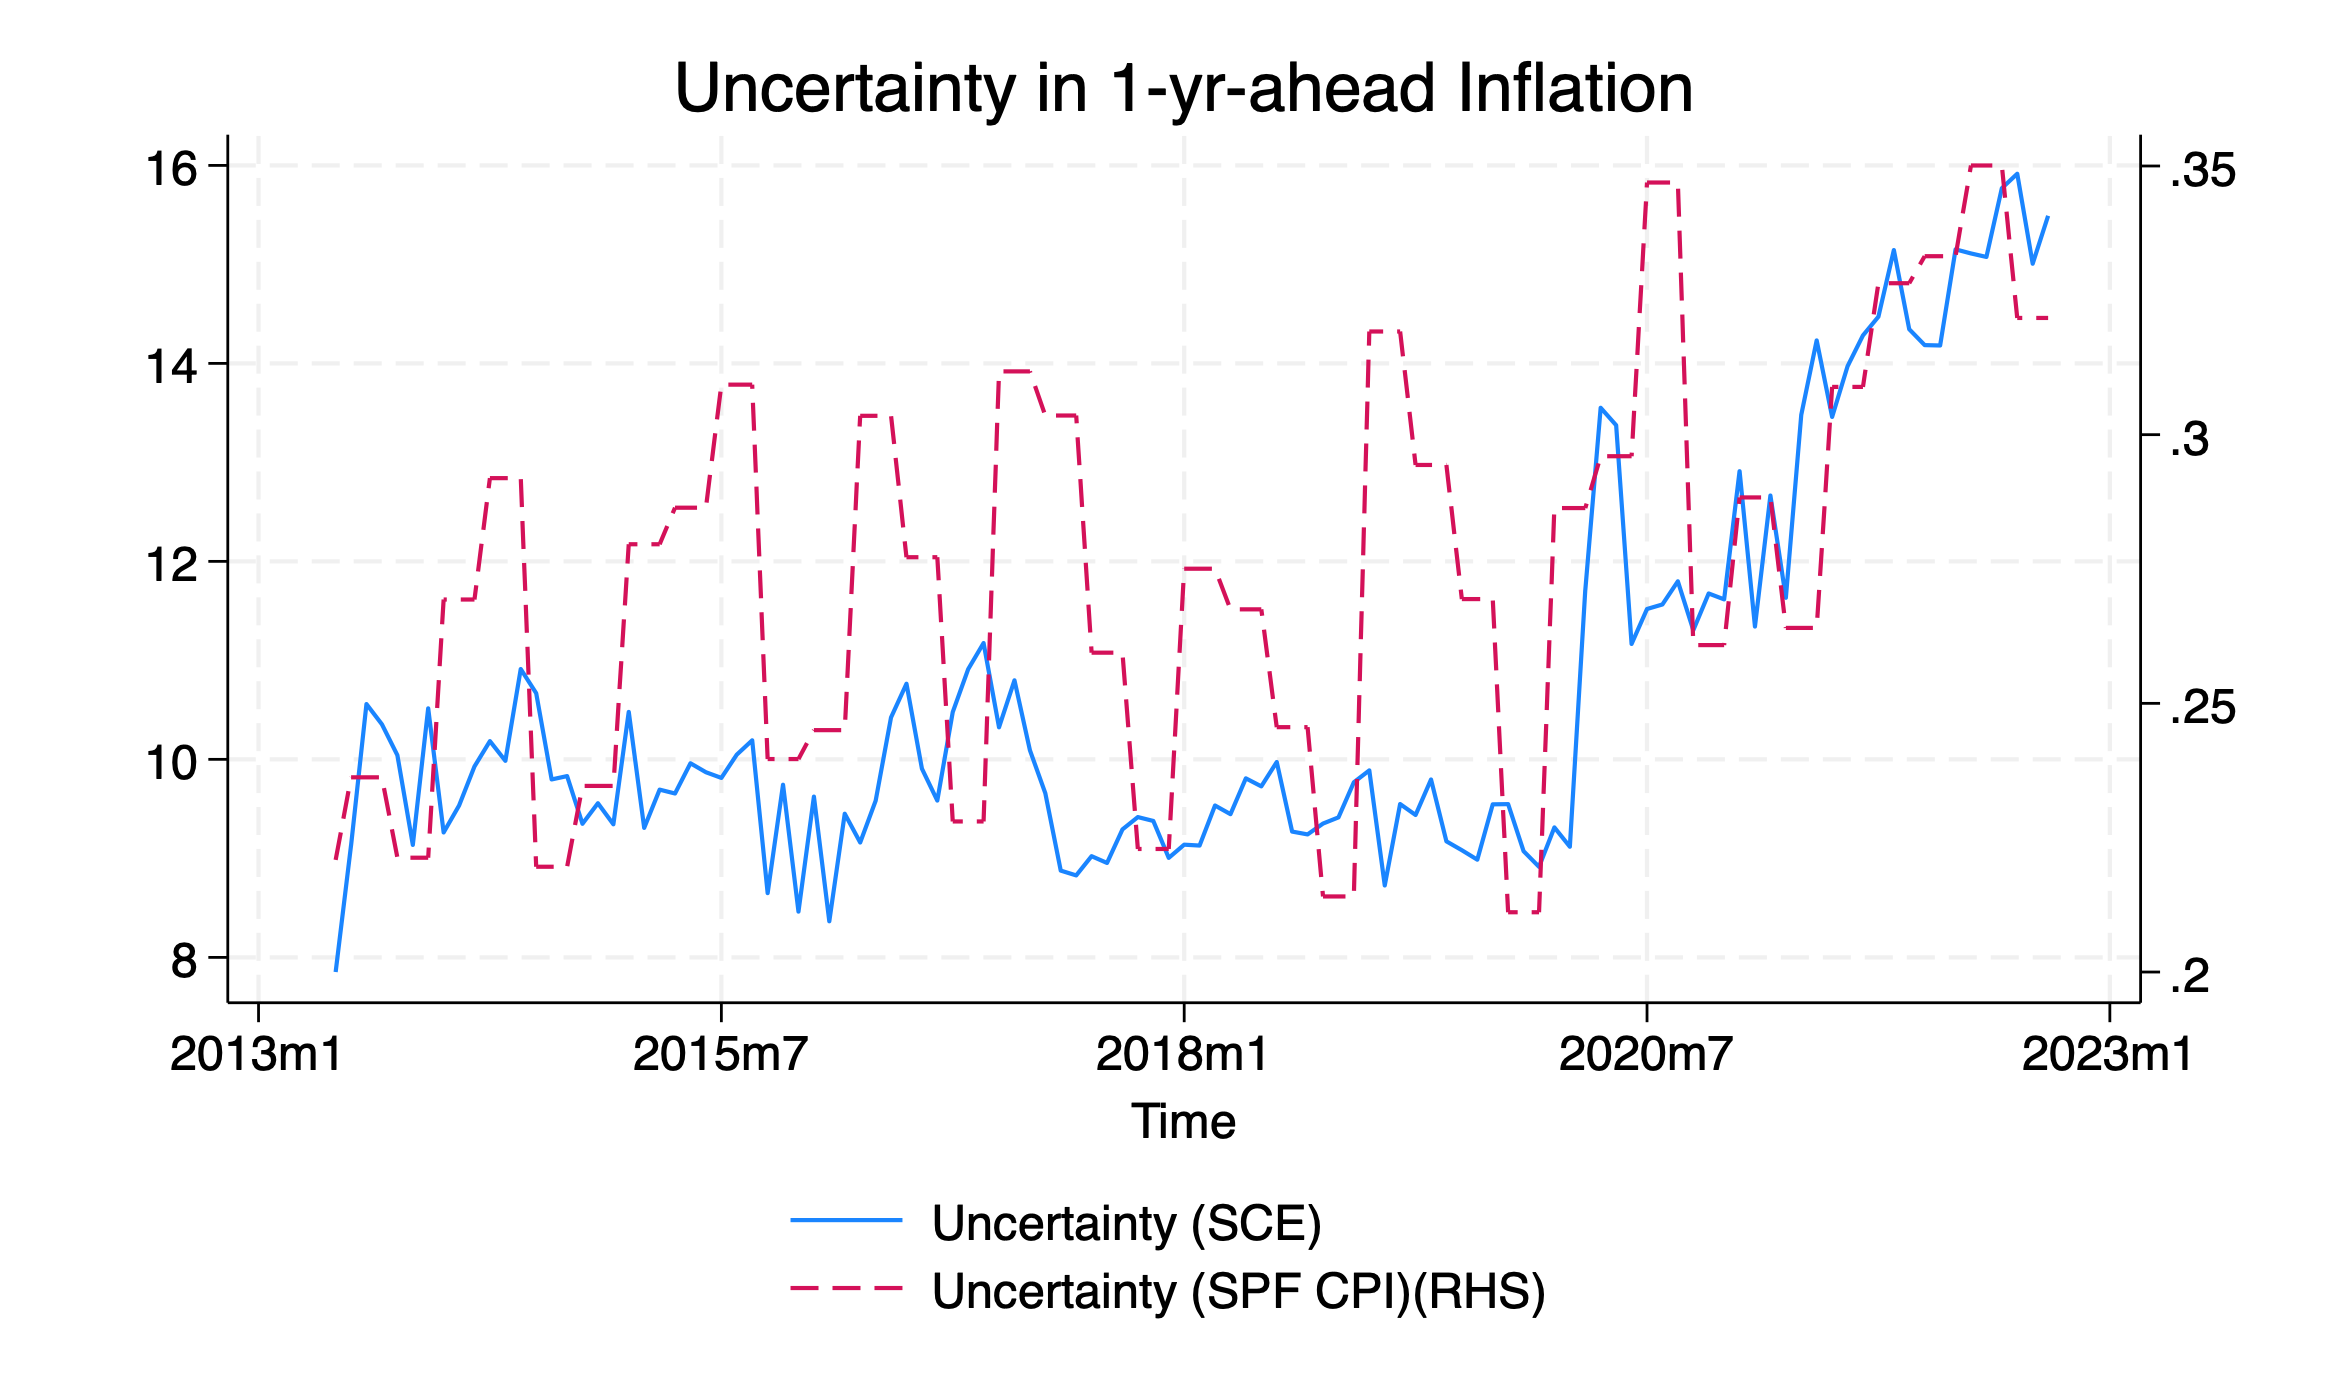 Uncertainty in 1-yr-ahead Inflation
16
14
12
10
8
.35
.3
.25
.2
2013m1 2015m7 2018m1 2020m7 2023m1
Time
Uncertainty (SCE)
Uncertainty (SPF CPI)(RHS)